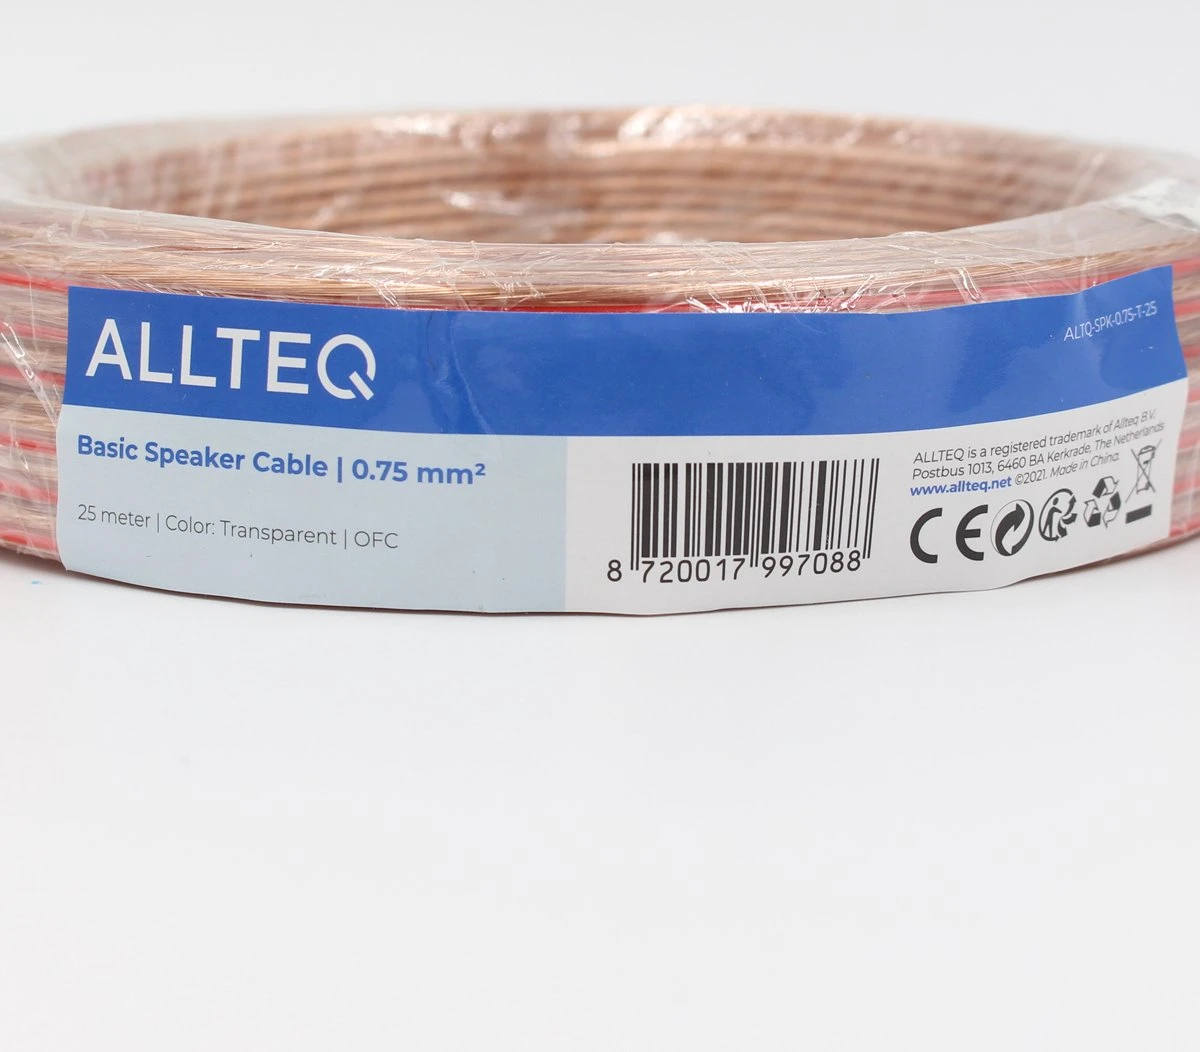 ALLTEQ
ALTQ-SPK-0.75-T-25
Basic Speaker Cable | 0.75 mm²
25 meter | Color: Transparent | OFC
8 720017 997088
ALLTEQ is a registered trademark of Allteq B.V.
Postbus 1013, 6460 BA Kerkrade, The Netherlands
www.allteq.net ©2021. Made in China.
CE